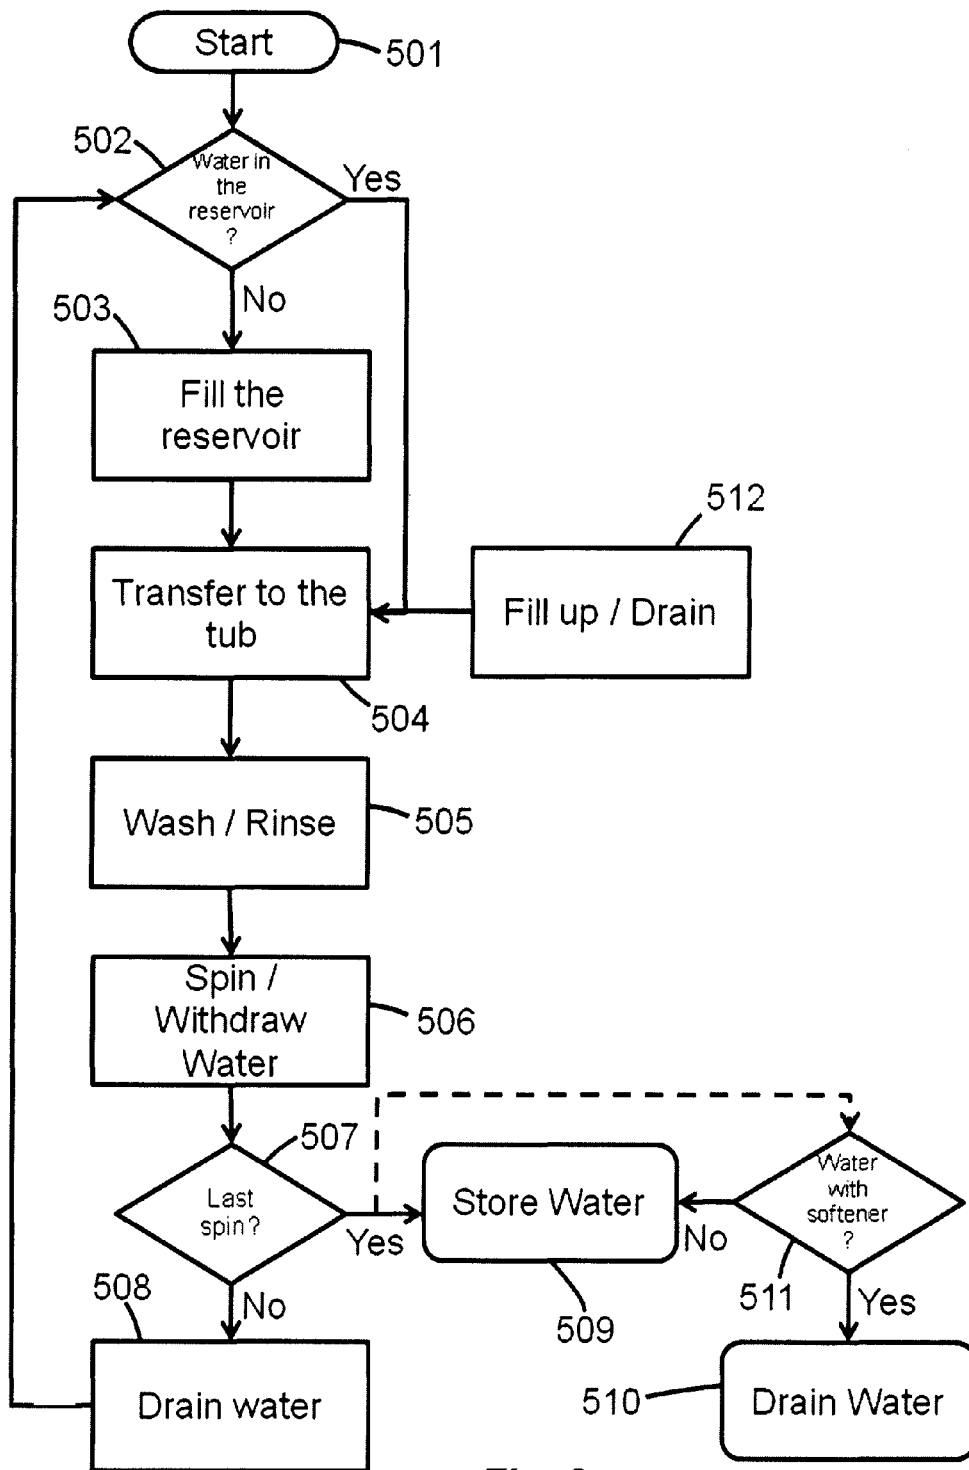 Start
501
502
Water in
the
reservoir
?
Yes
No
503
Fill the
reservoir
512
Transfer to the
tub
Fill up / Drain
504
Wash / Rinse
505
Spin /
Withdraw
Water
506
507
Last
spin?
Yes
Store Water
No
Water
with
softener
?
508
No
509
511
Yes
Drain water
510
Drain Water